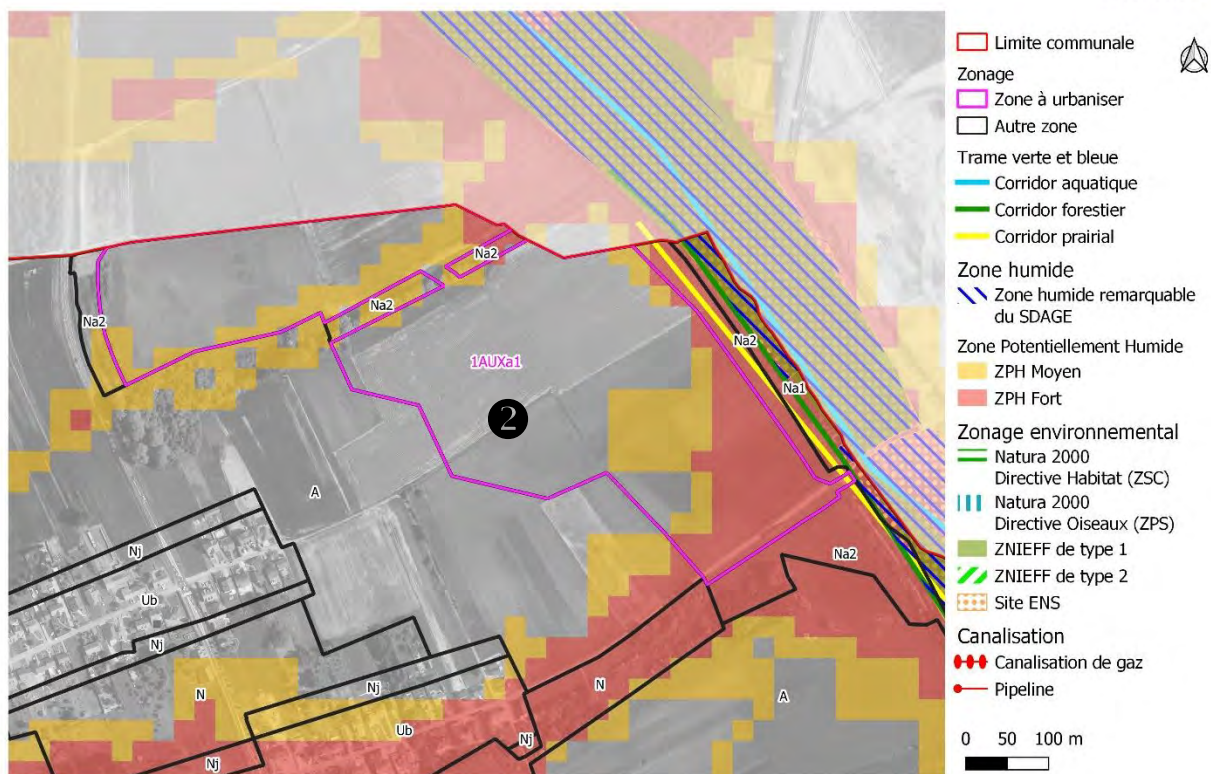 Na2
Na2
Na2
1AUXa1
2
Na2
Na1
A
Na2
Nj
Ub
Nj
N
Nj
N
A
Ub
Nj
Nj
Limite communale
Zonage
Zone à urbaniser
Autre zone
Trame verte et bleue
Corridor aquatique
Corridor forestier
Corridor prairial
Zone humide
Zone humide remarquable
du SDAGE
Zone Potentiellement Humide
ZPH Moyen
ZPH Fort
Zonage environnemental
Natura 2000
Directive Habitat (ZSC)
Natura 2000
Directive Oiseaux (ZPS)
ZNIEFF de type 1
ZNIEFF de type 2
Site ENS
Canalisation
Canalisation de gaz
Pipeline
0 50 100 m